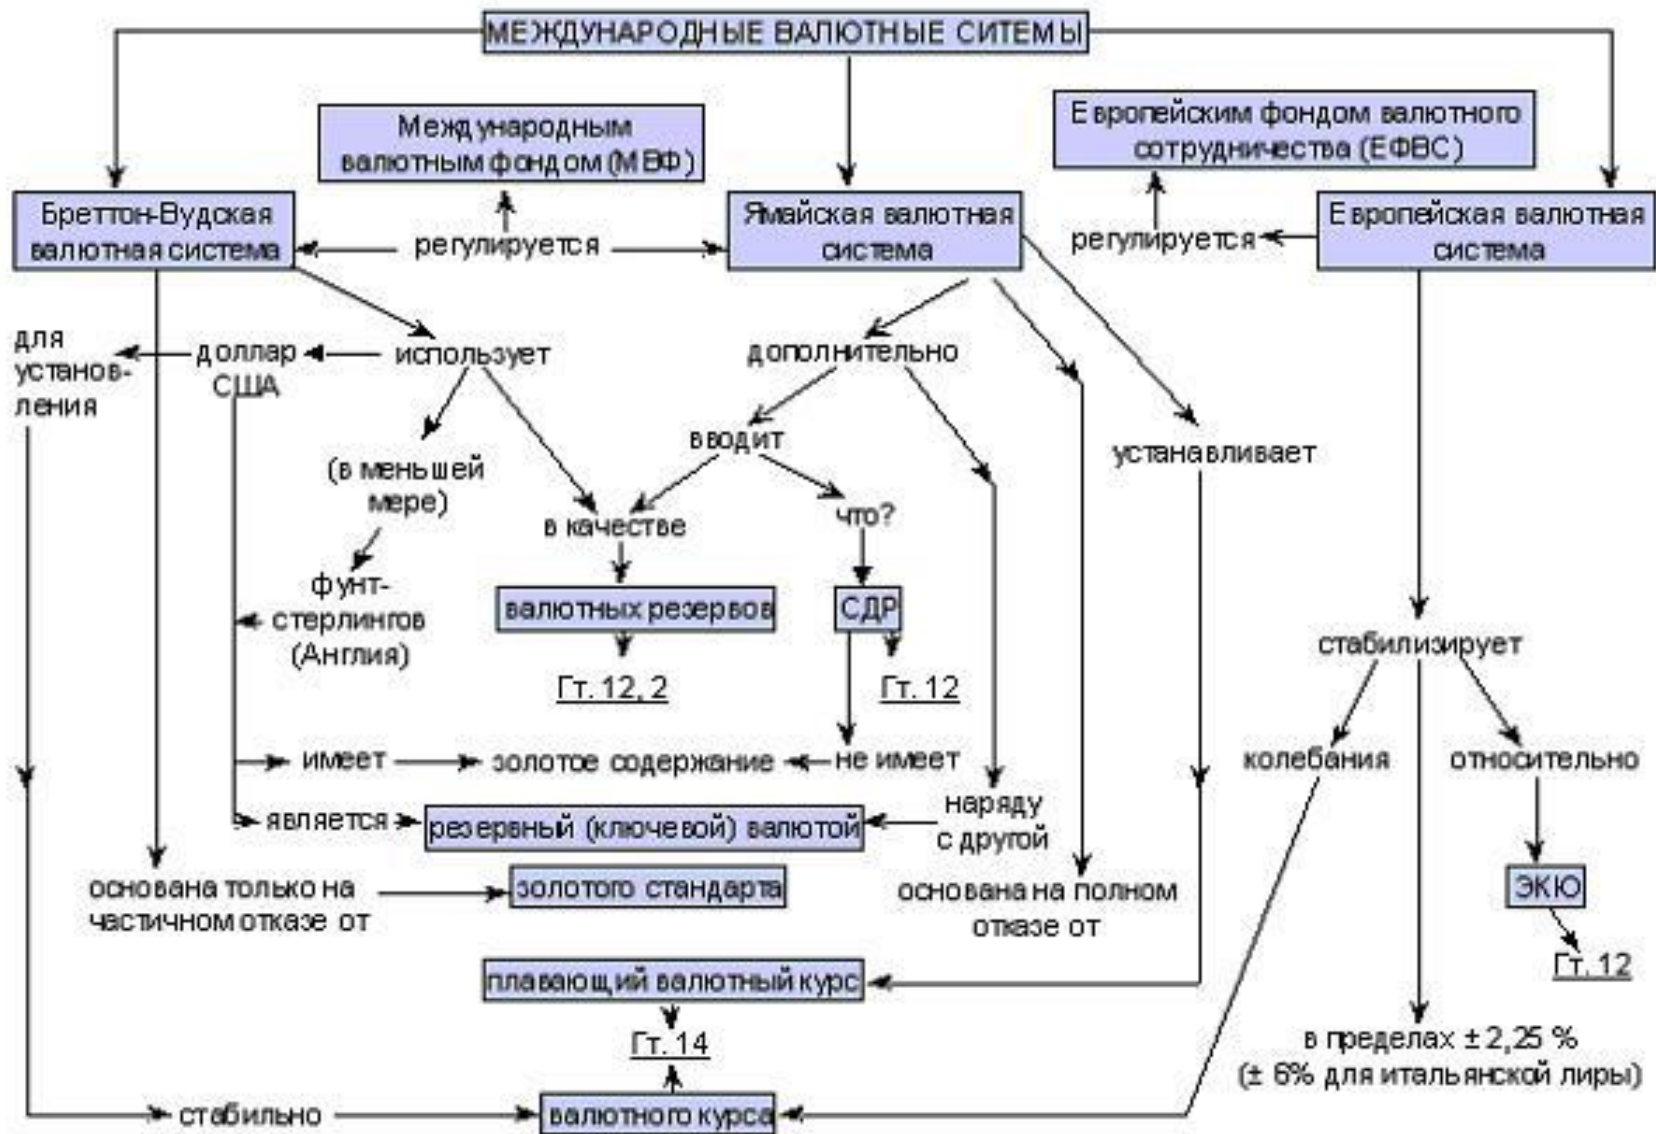 МЕЖДУНАРОДНЫЕ ВАЛЮТНЫЕ СИТЕМЫ
Международным
валютным фондом (МВФ)
Европейским фондом валютного
сотрудничества (ЕФВС)
Бреттон-Вудская
валютная система
регулируется
Ямайская валютная
система
регулируется
Европейская валютная
система
для
установ-
ления
доллар
США
использует
дополнительно
вводит
устанавливает
(в меньшей
мере)
в качестве
что?
фунт-
стерлингов
(Англия)
валютных резервов
СДР
стабилизирует
Гт. 12, 2
Гт. 12
имеет
золотое содержание
не имеет
колебания
относительно
является
резервный (ключевой) валютой
наряду
с другой
основана только на
частичном отказе от
золотого стандарта
основана на полном
отказе от
ЭКЮ
Гт. 12
плавающий валютный курс
Гт. 14
в пределах ± 2,25 %
(± 6% для итальянской лиры)
стабильно
валютного курса